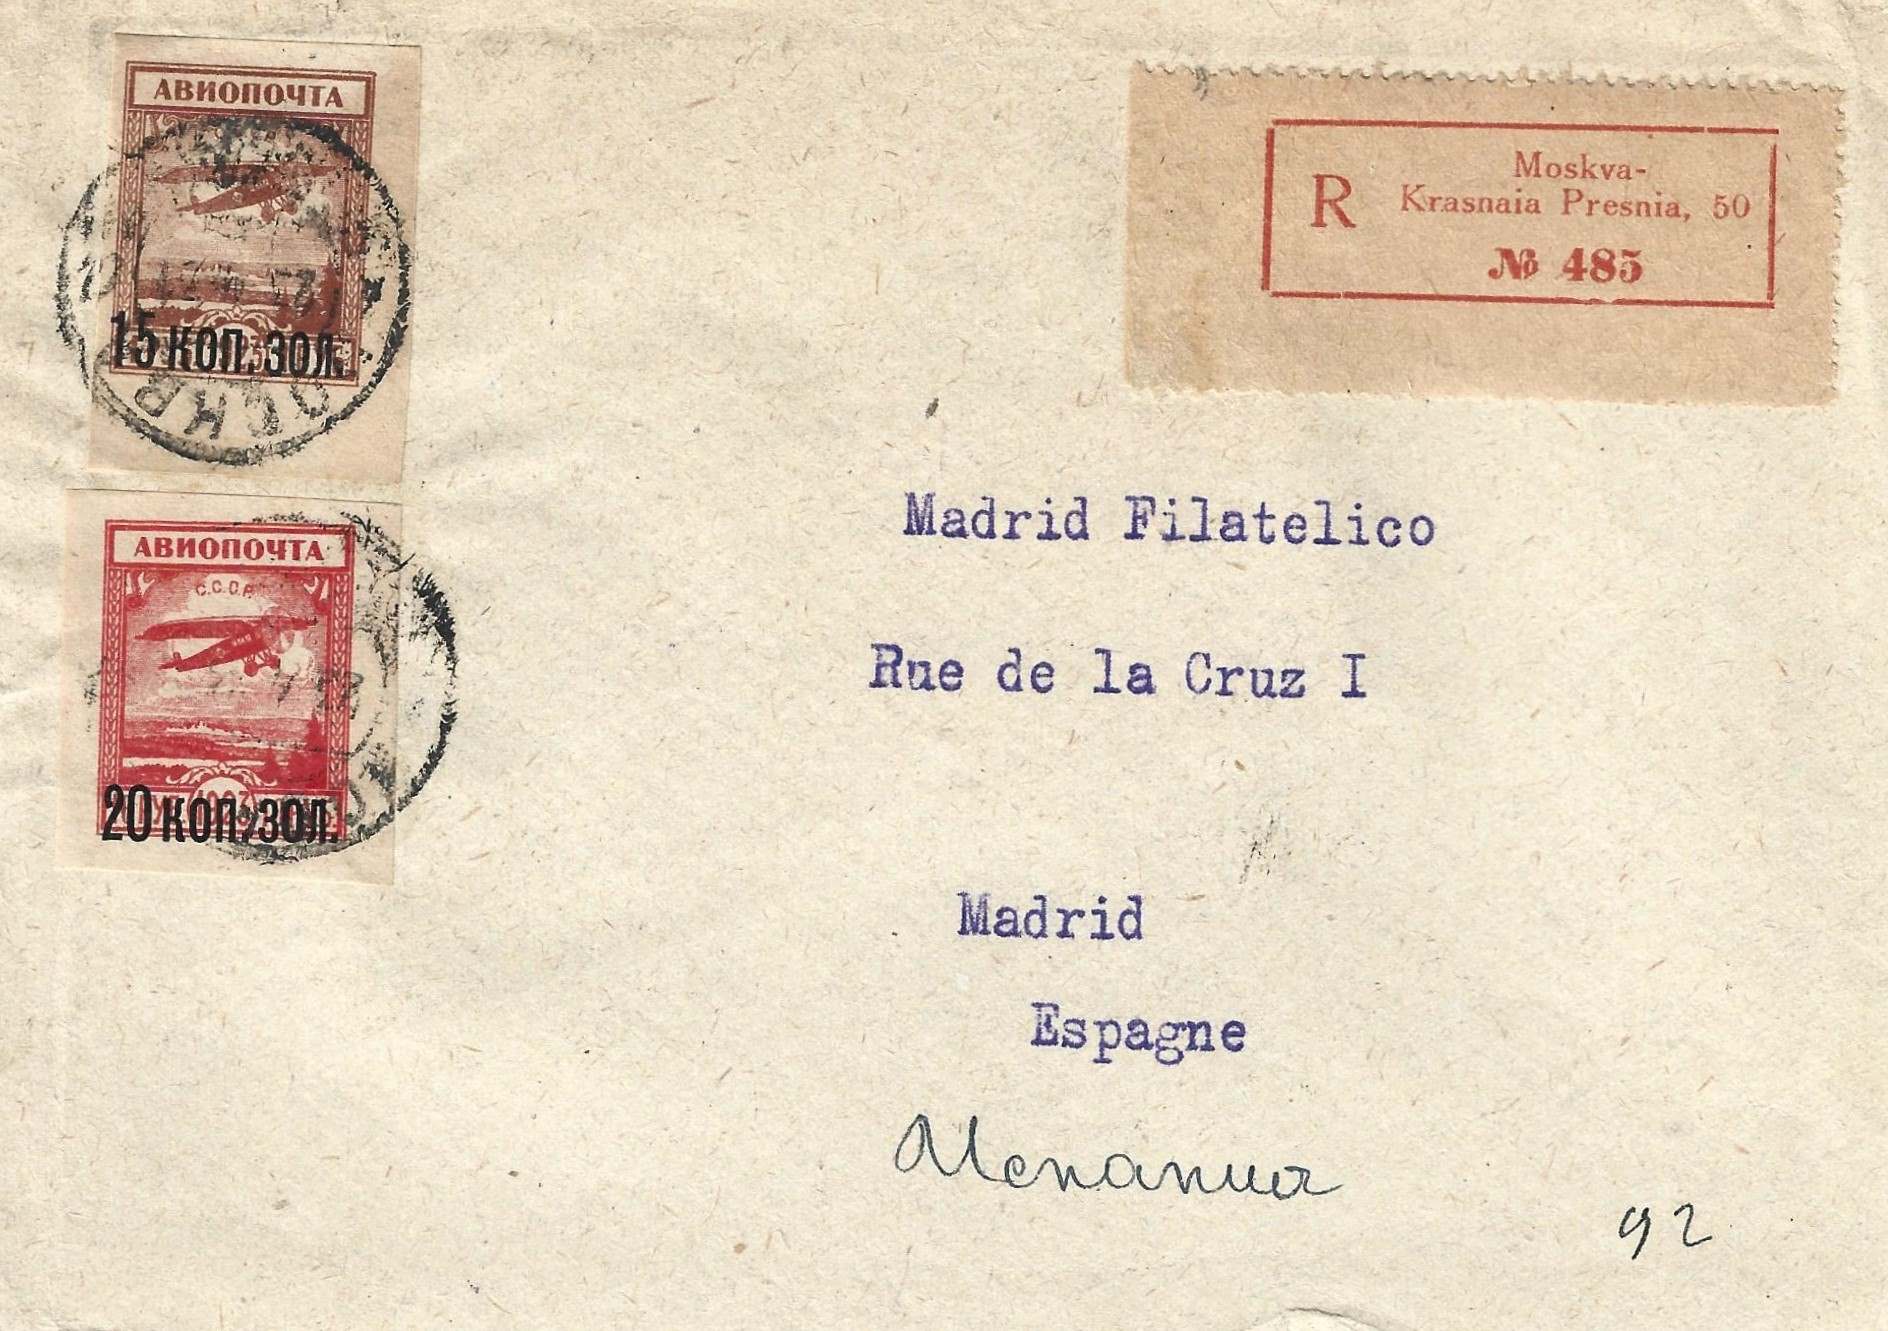 АВИОПОЧТА
15 КОП. ЗОЛ.
АВИОПОЧТА
С.С.С.Р.
1923
20 КОП. ЗОЛ.
R
Moskva-
Krasnaia Presnia, 50
№ 485
Madrid Filatelico
Rue de la Cruz I
Madrid
Espagne
Испания
92